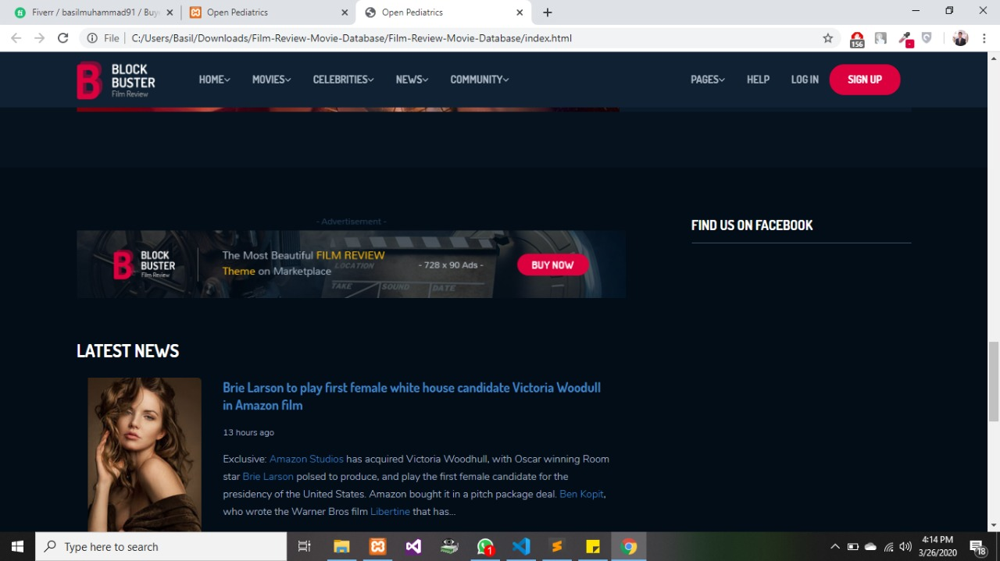 Fiverr / basilmuhammad91 / Buye
Open Pediatrics
Open Pediatrics
File
C:/Users/Basil/Downloads/Film-Review-Movie-Database/Film-Review-Movie-Database/index.html
156
BLOCK
BUSTER
Film Review
HOME
MOVIES
CELEBRITIES
NEWS
COMMUNITY
PAGES
HELP
LOG IN
SIGN UP
- Advertisement -
BLOCK
BUSTER
Film Review
The Most Beautiful FILM REVIEW
Theme on Marketplace
LOCATION
TAKE
SOUND
DATE
- 728 x 90 Ads -
BUY NOW
FIND US ON FACEBOOK
LATEST NEWS
Brie Larson to play first female white house candidate Victoria Woodull
in Amazon film
13 hours ago
Exclusive: Amazon Studios has acquired Victoria Woodhull, with Oscar winning Room
star Brie Larson polsed to produce, and play the first female candidate for the
presidency of the United States. Amazon bought it in a pitch package deal. Ben Kopit,
who wrote the Warner Bros film Libertine that has...
Type here to search
1
4:14 PM
3/26/2020
18